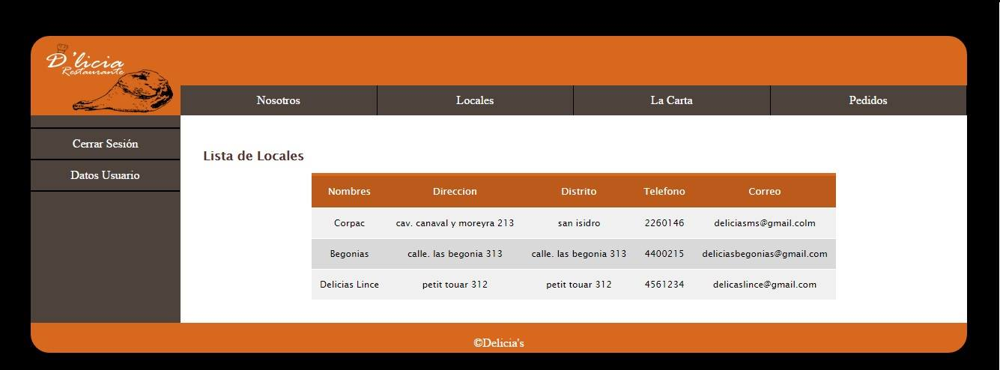 D'licia
Restaurante
Nosotros Locales La Carta Pedidos
Cerrar Sesión
Datos Usuario
Lista de Locales
Nombres Direccion Distrito Telefono Correo
Corpac cav. canaval y moreyra 213 san isidro 2260146 deliciasms@gmail.colm
Begonias calle. las begonia 313 calle. las begonia 313 4400215 deliciasbegonias@gmail.com
Delicias Lince petit touar 312 petit touar 312 4561234 delicaslince@gmail.com
©Delicia's